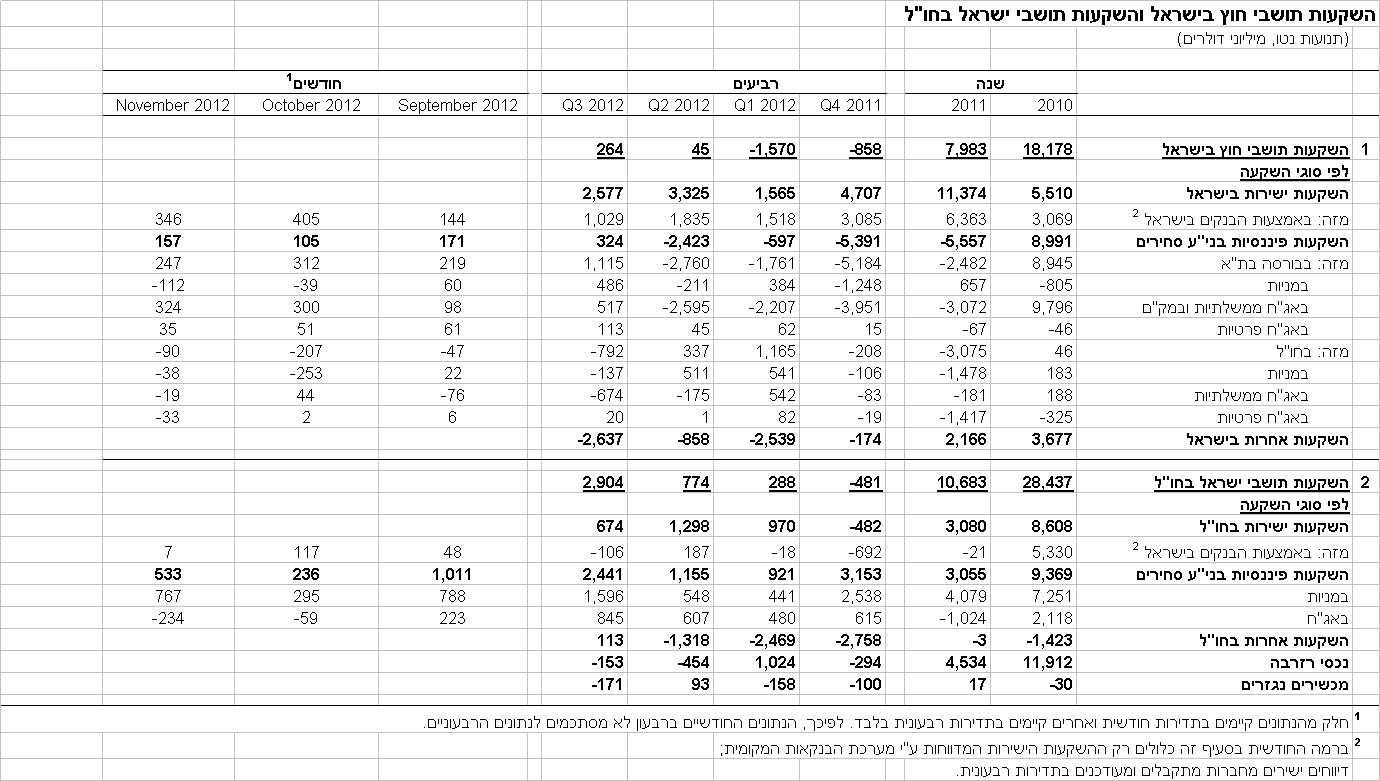 השקעות תושבי חוץ בישראל והשקעות תושבי ישראל בחו"ל
(תנועות נטו, מיליוני דולרים)
שנה רביעים חודשים1
2010 2011 Q4 2011 Q1 2012 Q2 2012 Q3 2012 September 2012 October 2012 November 2012
1 השקעות תושבי חוץ בישראל 18,178 7,983 -858 -1,570 45 264
לפי סוגי השקעה
השקעות ישירות בישראל 5,510 11,374 4,707 1,565 3,325 2,577
מזה: באמצעות הבנקים בישראל 2 3,069 6,363 3,085 1,518 1,835 1,029 144 405 346
השקעות פיננסיות בני"ע סחירים 8,991 -5,557 -5,391 -597 -2,423 324 171 105 157
מזה: בבורסה בת"א 8,945 -2,482 -5,184 -1,761 -2,760 1,115 219 312 247
במניות -805 657 -1,248 384 -211 486 60 -39 -112
באג"ח ממשלתיות ובמק"ם 9,796 -3,072 -3,951 -2,207 -2,595 517 98 300 324
באג"ח פרטיות -46 -67 15 62 45 113 61 51 35
מזה: בחו"ל 46 -3,075 -208 1,165 337 -792 -47 -207 -90
במניות 183 -1,478 -106 541 511 -137 22 -253 -38
באג"ח ממשלתיות 188 -181 -83 542 -175 -674 -76 44 -19
באג"ח פרטיות -325 -1,417 -19 82 1 20 6 2 -33
השקעות אחרות בישראל 3,677 2,166 -174 -2,539 -858 -2,637
2 השקעות תושבי ישראל בחו"ל 28,437 10,683 -481 288 774 2,904
לפי סוגי השקעה
השקעות ישירות בחו"ל 8,608 3,080 -482 970 1,298 674
מזה: באמצעות הבנקים בישראל 2 5,330 -21 -692 -18 187 -106 48 117 7
השקעות פיננסיות בני"ע סחירים 9,369 3,055 3,153 921 1,155 2,441 1,011 236 533
במניות 7,251 4,079 2,538 441 548 1,596 788 295 767
באג"ח 2,118 -1,024 615 480 607 845 223 -59 -234
השקעות אחרות בחו"ל -1,423 -3 -2,758 -2,469 -1,318 113
נכסי רזרבה 11,912 4,534 -294 1,024 -454 -153
מכשירים נגזרים -30 17 -100 -158 93 -171
1 חלק מהנתונים קיימים בתדירות חודשית ואחרים קיימים בתדירות רבעונית בלבד. לפיכך, הנתונים החודשיים ברבעון לא מסתכמים לנתונים הרבעוניים.
2 ברמה החודשית בסעיף זה כלולים רק ההשקעות הישירות המדווחות ע"י מערכת הבנקאות המקומית;
דיווחים ישירים מחברות מתקבלים ומעודכנים בתדירות רבעונית.